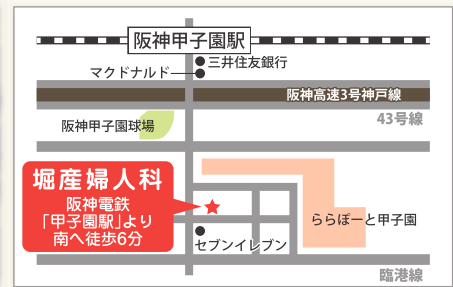 阪神甲子園駅
三井住友銀行
マクドナルド
阪神高速3号神戸線
43号線
阪神甲子園球場
堀産婦人科
阪神電鉄
「甲子園駅」より
南へ徒歩6分
ららぽーと甲子園
セブンイレブン
臨港線